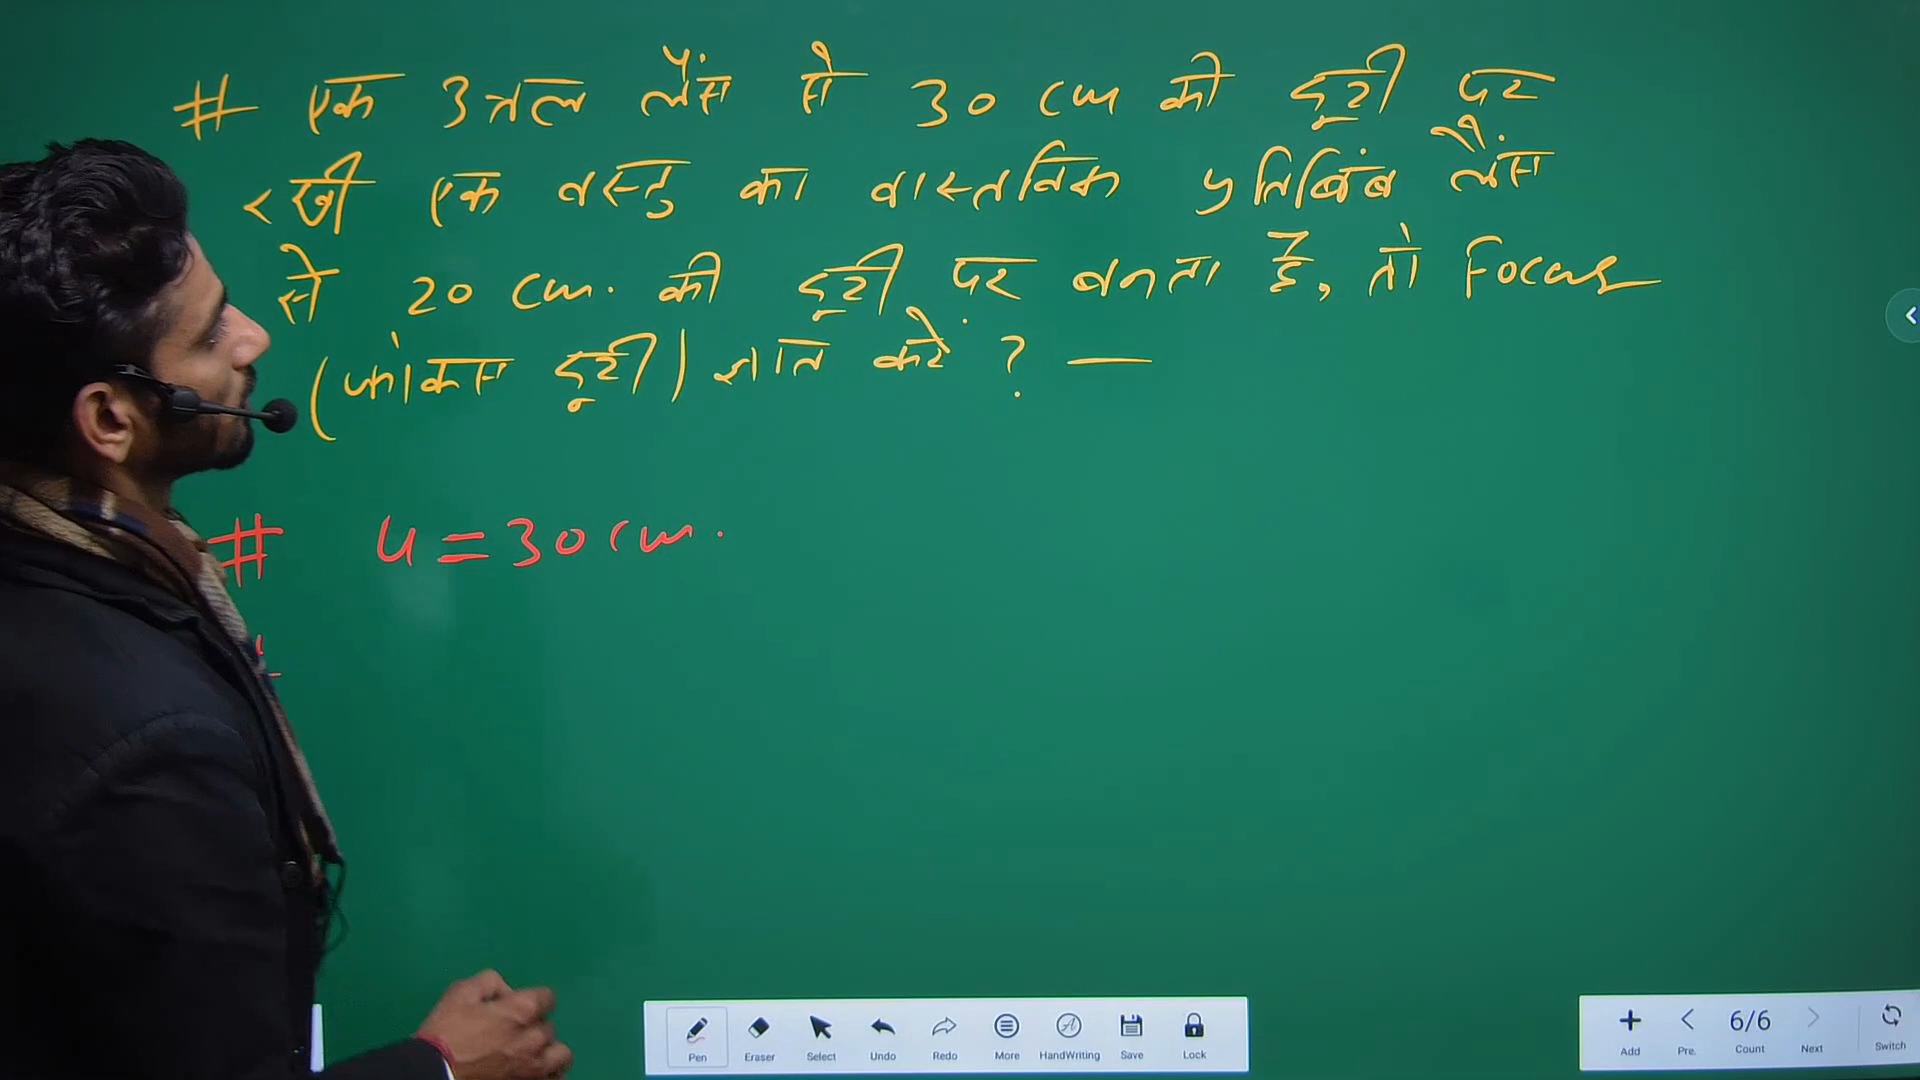 # एक उत्तल लैंस से 30 cm की दूरी पर
रखी एक वस्तु का वास्तविक प्रतिबिंब लैंस
से 20 cm. की दूरी पर बनता है, तो Focus
(फोकस दूरी) ज्ञात करें ? —
# u = 30 cm.
Pen Eraser Select Undo Redo More HandWriting Save Lock
Add Pre. 6/6 Count Next Switch